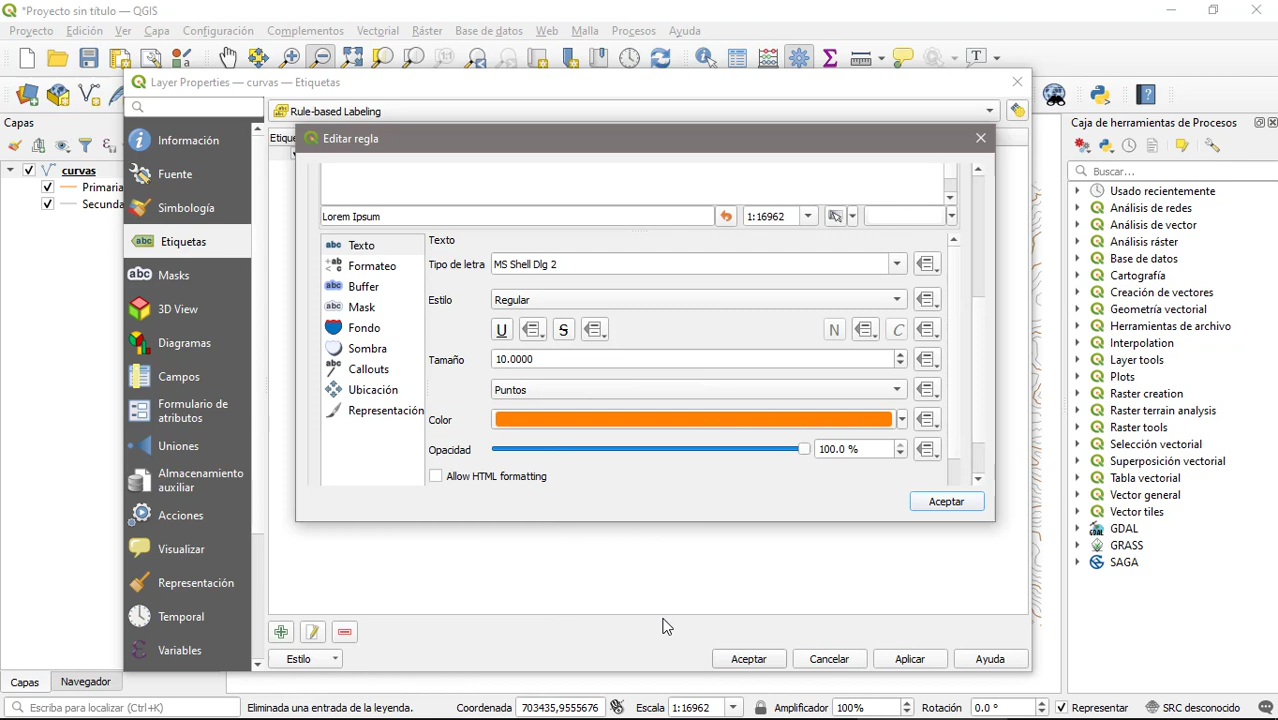 *Proyecto sin título — QGIS
Proyecto Edición Ver Capa Configuración Complementos Vectorial Ráster Base de datos Web Malla Procesos Ayuda
Layer Properties — curvas — Etiquetas
Rule-based Labeling
Capas
curvas
Primaria
Secunda
Información
Fuente
Simbología
Etiquetas
Masks
3D View
Diagramas
Campos
Formulario de
atributos
Uniones
Almacenamiento
auxiliar
Acciones
Visualizar
Representación
Temporal
Variables
Etique
Editar regla
Lorem Ipsum
1:16962
Texto
Formateo
Buffer
Mask
Fondo
Sombra
Callouts
Ubicación
Representación
Texto
Tipo de letra MS Shell Dlg 2
Estilo Regular
U S N C
Tamaño 10.0000
Puntos
Color
Opacidad 100.0 %
Allow HTML formatting
Aceptar
Estilo
Aceptar Cancelar Aplicar Ayuda
Caja de herramientas de Procesos
Buscar...
Usado recientemente
Análisis de redes
Análisis de vector
Análisis ráster
Base de datos
Cartografía
Creación de vectores
Geometría vectorial
Herramientas de archivo
Interpolation
Layer tools
Plots
Raster creation
Raster terrain analysis
Raster tools
Selección vectorial
Superposición vectorial
Tabla vectorial
Vector general
Vector tiles
GDAL
GRASS
SAGA
Capas Navegador
Escriba para localizar (Ctrl+K) Eliminada una entrada de la leyenda. Coordenada 703435,9555676 Escala 1:16962 Amplificador 100% Rotación 0.0 ° Representar SRC desconocido